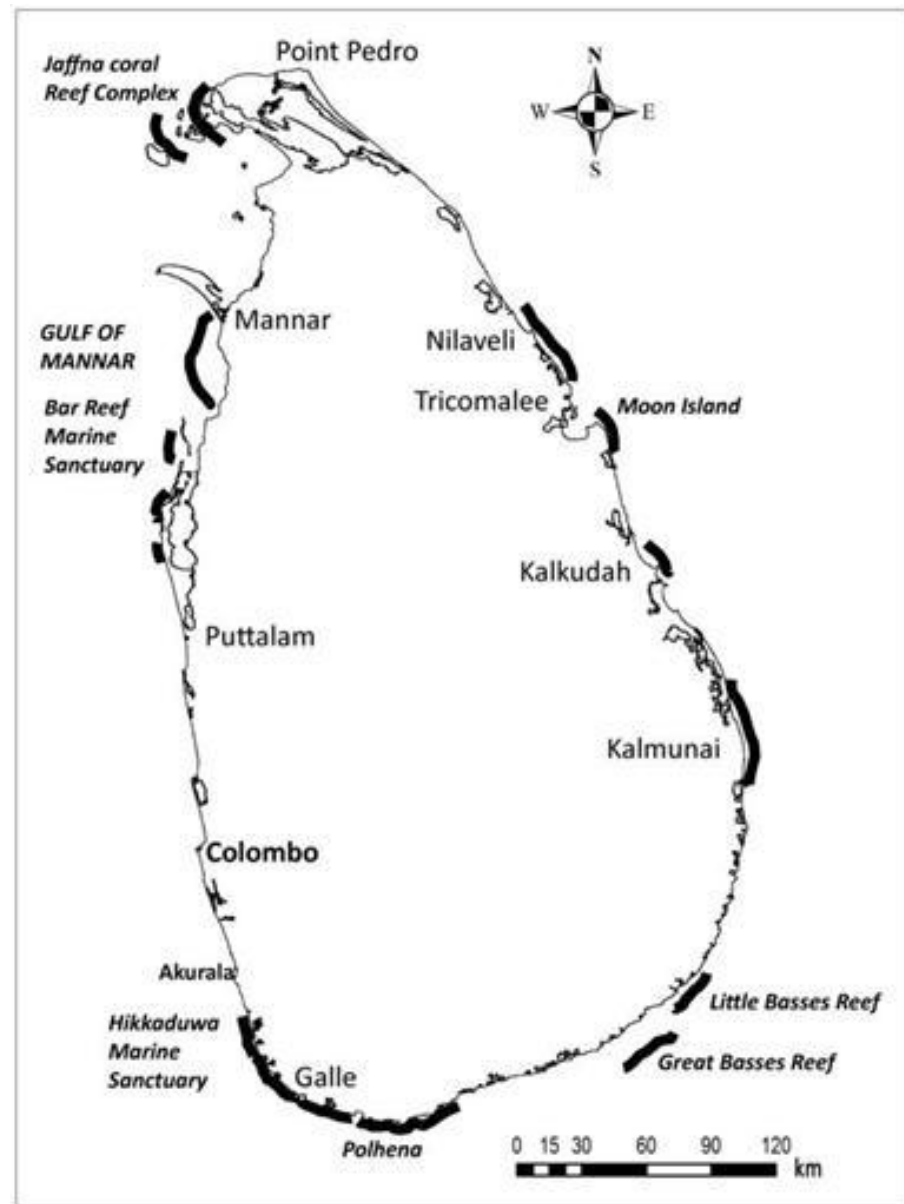 Point Pedro
Jaffna coral
Reef Complex
N
W
E
S
Mannar
GULF OF
MANNAR
Nilaveli
Tricomalee
Moon Island
Bar Reef
Marine
Sanctuary
Kalkudah
Puttalam
Kalmunai
Colombo
Akurala
Hikkaduwa
Marine
Sanctuary
Galle
Polhena
Little Basses Reef
Great Basses Reef
0 15 30 60 90 120
km